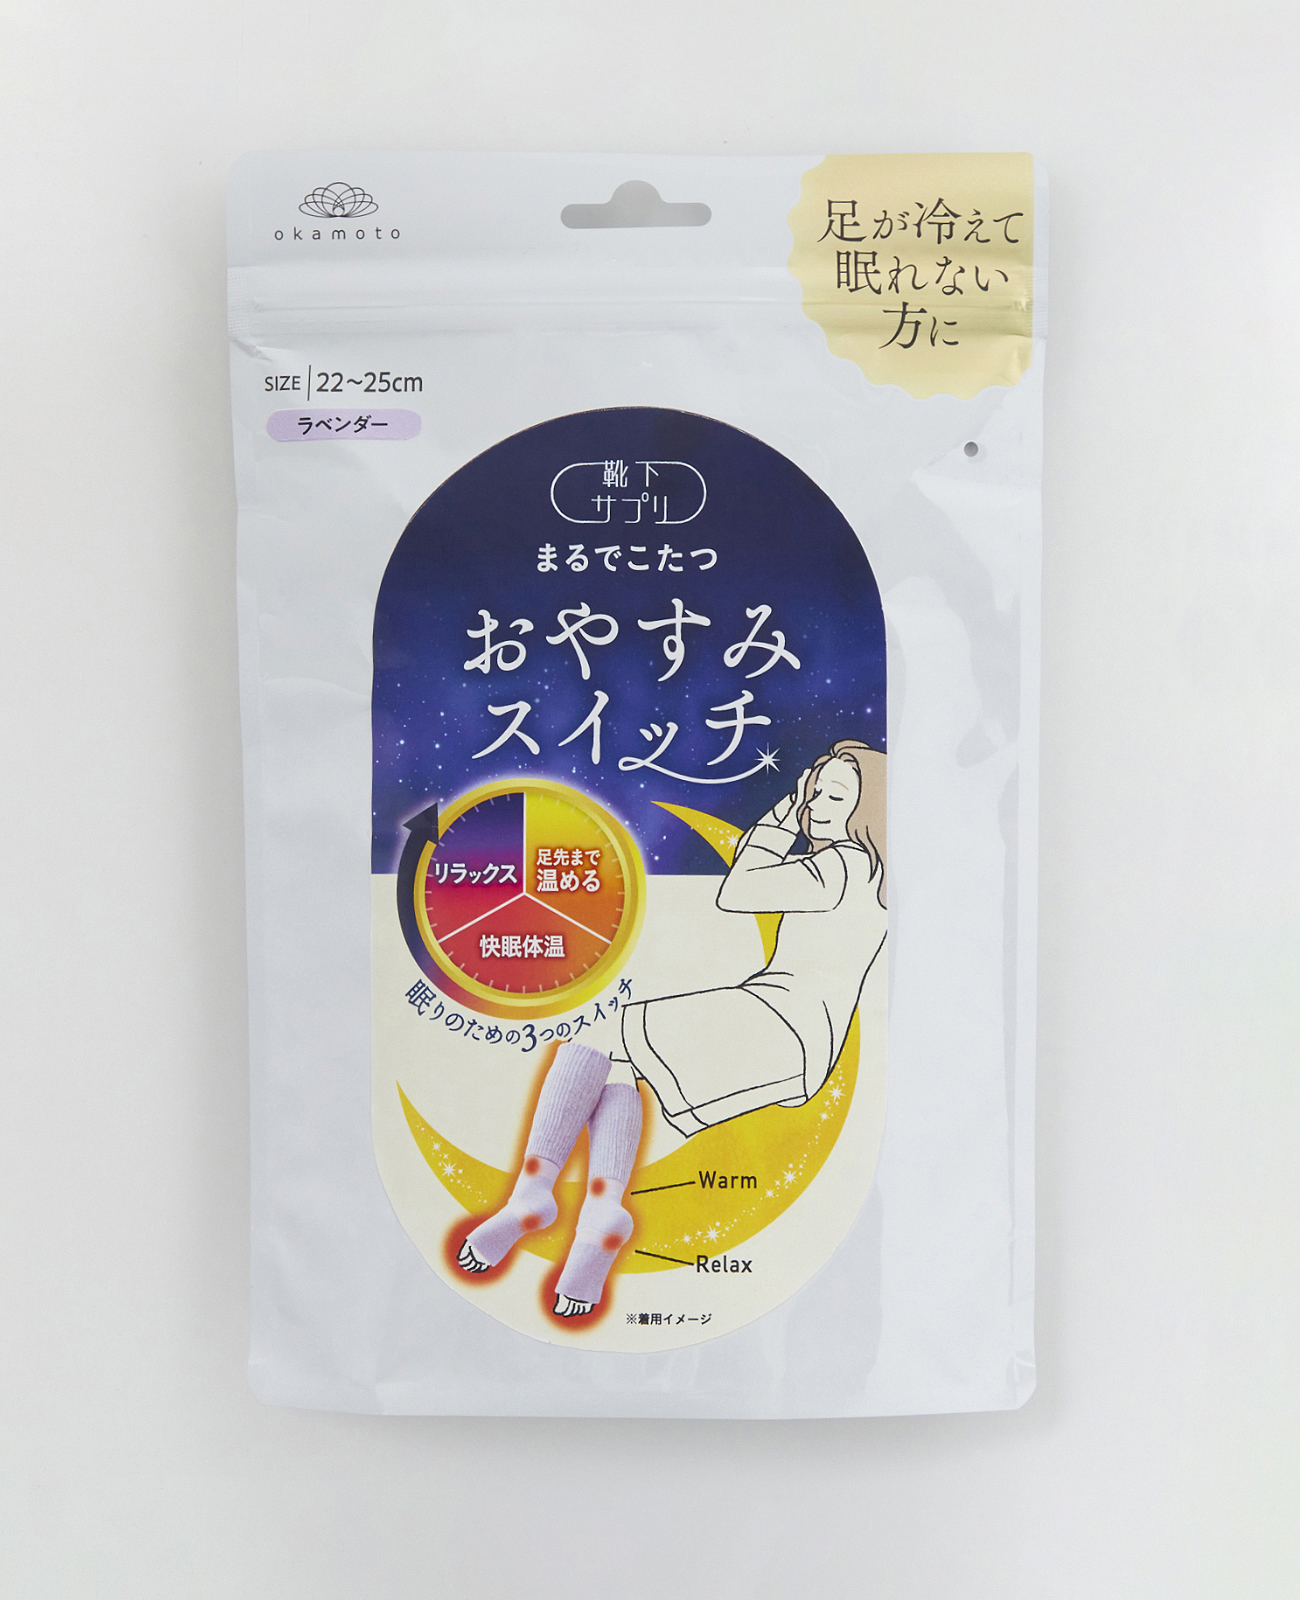 okamoto
足が冷えて
眠れない
方に
SIZE 22~25cm
ラベンダー
靴下
サプリ
まるでこたつ
おやすみ
スイッチ
リラックス
足先まで
温める
快眠体温
眠りのための3つのスイッチ
Warm
Relax
※着用イメージ